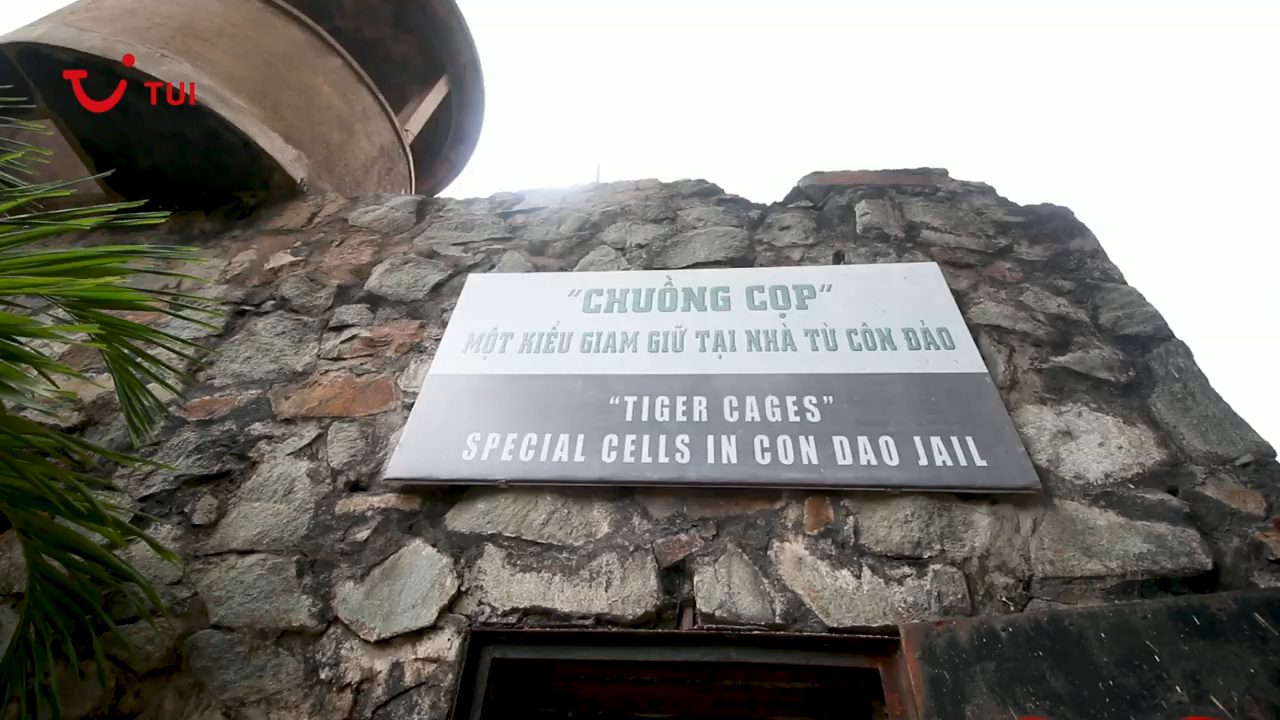 TUI
"CHUỒNG CỌP"
MỘT KIỂU GIAM GIỮ TẠI NHÀ TÙ CÔN ĐẢO
"TIGER CAGES"
SPECIAL CELLS IN CON DAO JAIL